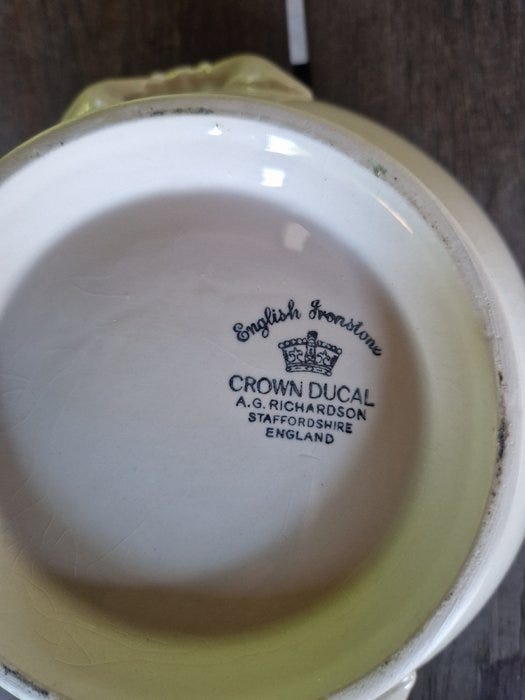 English Ironstone
CROWN DUCAL
A.G. RICHARDSON
STAFFORDSHIRE
ENGLAND